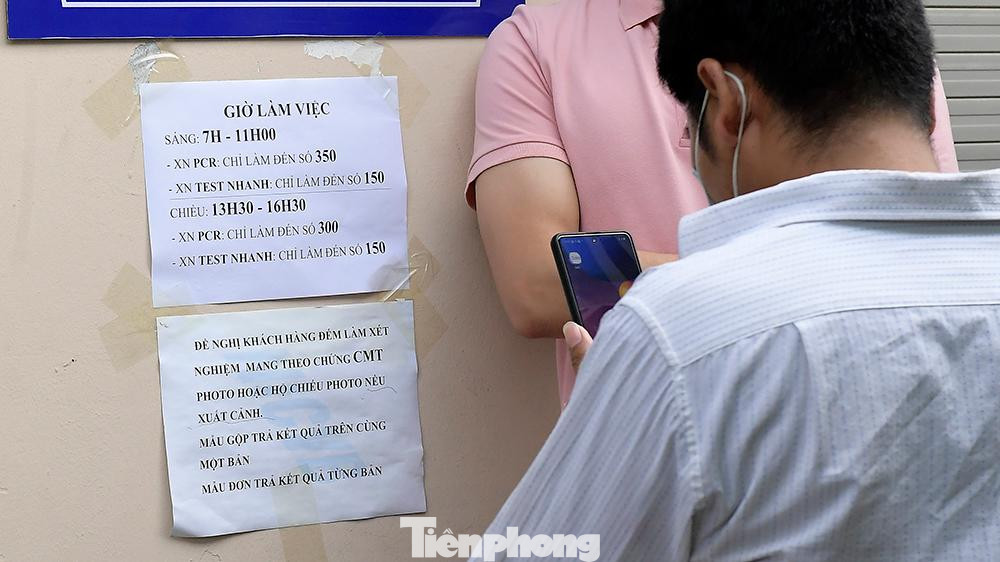 GIỜ LÀM VIỆC
SÁNG: 7H - 11H00
- XN PCR: CHỈ LÀM ĐẾN SỐ 350
- XN TEST NHANH: CHỈ LÀM ĐẾN SỐ 150
CHIỀU: 13H30 - 16H30
- XN PCR: CHỈ LÀM ĐẾN SỐ 300
- XN TEST NHANH: CHỈ LÀM ĐẾN SỐ 150
ĐỀ NGHỊ KHÁCH HÀNG ĐẾM LÀM XÉT
NGHIỆM MANG THEO CHỨNG CMT
PHOTO HOẶC HỘ CHIẾU PHOTO NẾU
XUẤT CẢNH.
MẪU GỘP TRẢ KẾT QUẢ TRÊN CÙNG
MỘT BẢN
MẪU ĐƠN TRẢ KẾT QUẢ TỪNG BẢN
Tiênphong